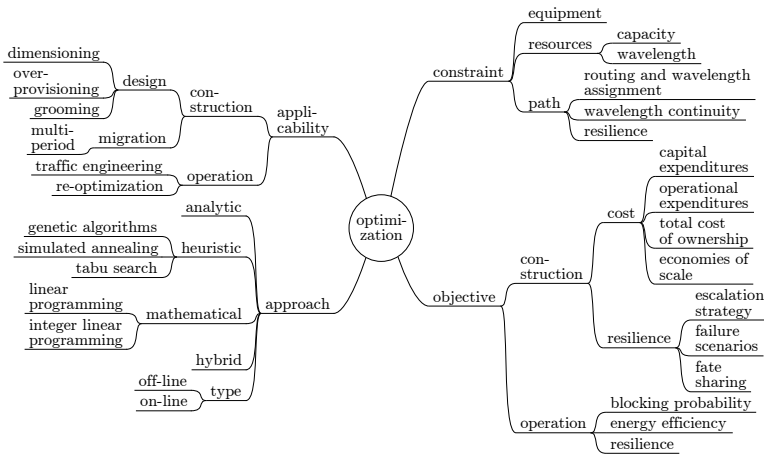 optimi-
zation
appli-
cability
con-
struction
design
dimensioning
over-
provisioning
grooming
migration
multi-
period
operation
traffic engineering
re-optimization
approach
analytic
heuristic
genetic algorithms
simulated annealing
tabu search
mathematical
linear
programming
integer linear
programming
hybrid
type
off-line
on-line
constraint
equipment
resources
capacity
wavelength
path
routing and wavelength
assignment
wavelength continuity
resilience
objective
con-
struction
cost
capital
expenditures
operational
expenditures
total cost
of ownership
economies of
scale
resilience
escalation
strategy
failure
scenarios
fate
sharing
operation
blocking probability
energy efficiency
resilience